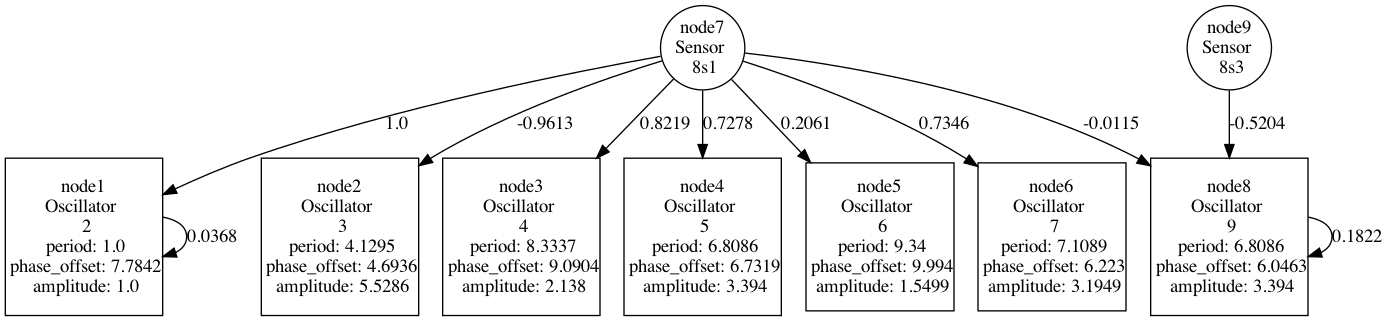 node7
Sensor
8s1
node9
Sensor
8s3
1.0
-0.9613
0.8219
0.7278
0.2061
0.7346
-0.0115
-0.5204
node1
Oscillator
2
period: 1.0
phase_offset: 7.7842
amplitude: 1.0
0.0368
node2
Oscillator
3
period: 4.1295
phase_offset: 4.6936
amplitude: 5.5286
node3
Oscillator
4
period: 8.3337
phase_offset: 9.0904
amplitude: 2.138
node4
Oscillator
5
period: 6.8086
phase_offset: 6.7319
amplitude: 3.394
node5
Oscillator
6
period: 9.34
phase_offset: 9.994
amplitude: 1.5499
node6
Oscillator
7
period: 7.1089
phase_offset: 6.223
amplitude: 3.1949
node8
Oscillator
9
period: 6.8086
phase_offset: 6.0463
amplitude: 3.394
0.1822